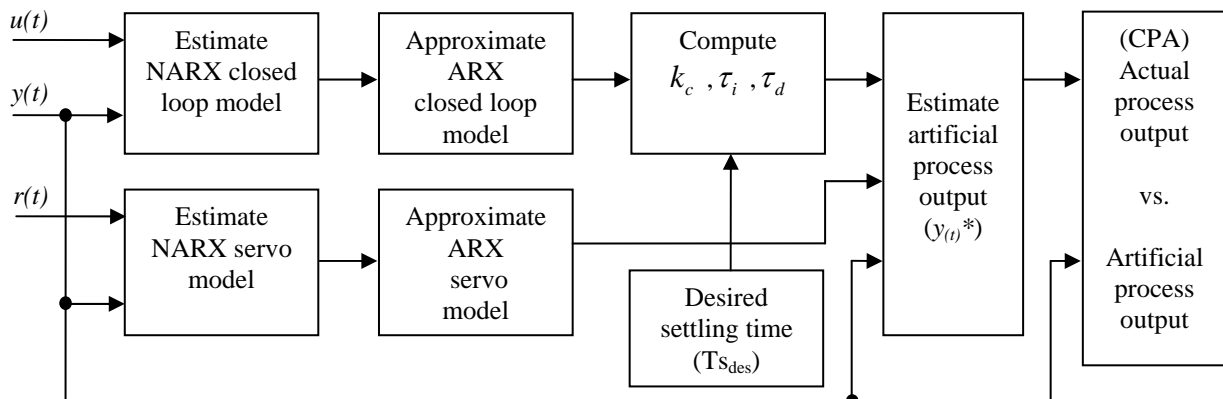 u(t)
y(t)
r(t)
Estimate
NARX closed
loop model
Approximate
ARX
closed loop
model
Compute
k_c , τ_i , τ_d
Estimate
NARX servo
model
Approximate
ARX
servo
model
Desired
settling time
(Ts_des)
Estimate
artificial
process
output
(y_(t)*)
(CPA)
Actual
process
output
vs.
Artificial
process
output